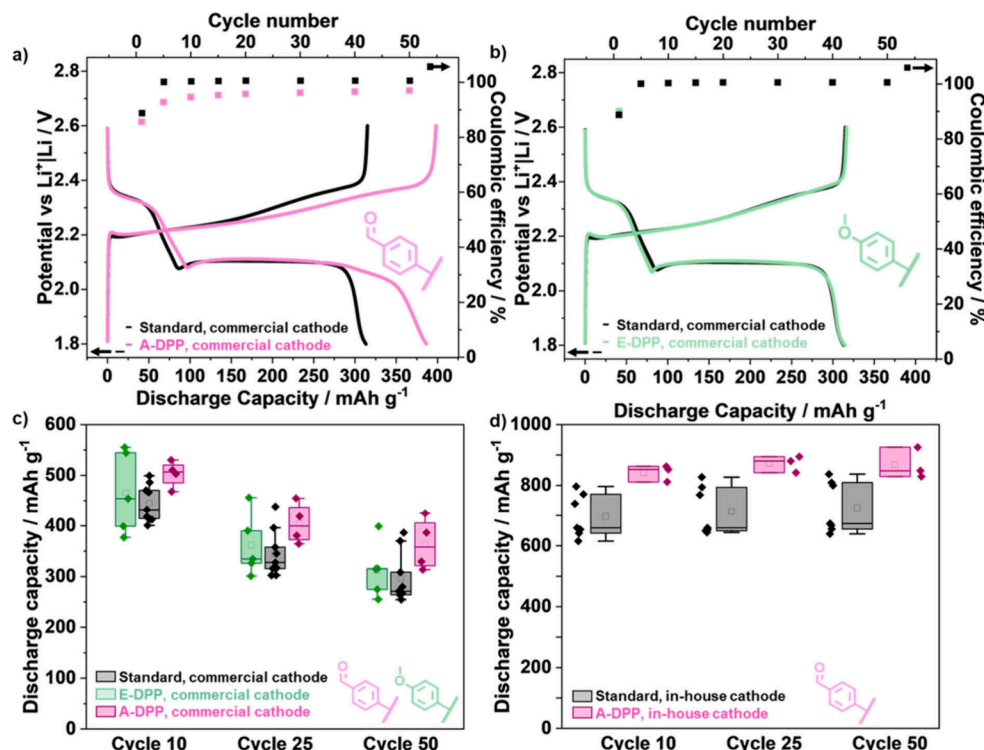 a)
Cycle number
0 10 20 30 40 50
2.8
2.6
2.4
2.2
2.0
1.8
Potential vs Li⁺|Li / V
100
80
60
40
20
0
Coulombic efficiency / %
O
Standard, commercial cathode
A-DPP, commercial cathode
0 50 100 150 200 250 300 350 400
Discharge Capacity / mAh g⁻¹
b)
Cycle number
0 10 20 30 40 50
2.8
2.6
2.4
2.2
2.0
1.8
Potential vs Li⁺|Li / V
100
80
60
40
20
0
Coulombic efficiency / %
O
Standard, commercial cathode
E-DPP, commercial cathode
0 50 100 150 200 250 300 350 400
Discharge Capacity / mAh g⁻¹
c)
600
500
400
300
200
100
0
Discharge capacity / mAh g⁻¹
Standard, commercial cathode
E-DPP, commercial cathode
A-DPP, commercial cathode
O
O
Cycle 10 Cycle 25 Cycle 50
d)
1000
800
600
400
200
0
Discharge capacity / mAh g⁻¹
Standard, in-house cathode
A-DPP, in-house cathode
O
Cycle 10 Cycle 25 Cycle 50